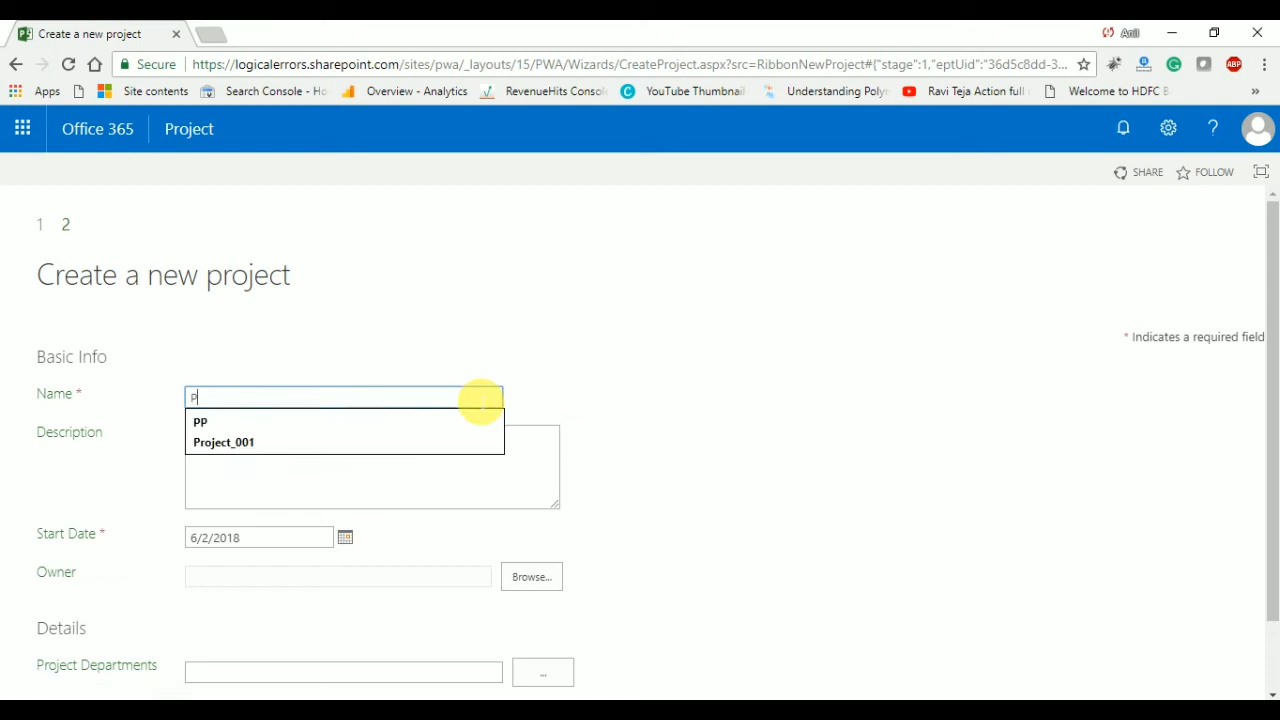 Create a new project
Anil
Secure https://logicalerrors.sharepoint.com/sites/pwa/_layouts/15/PWA/Wizards/CreateProject.aspx?src=RibbonNewProject#{"stage":1,"eptUid":"36d5c8dd-3...
ABP
Apps Site contents Search Console - Ho Overview - Analytics RevenueHits Conso YouTube Thumbnail Understanding Poly Ravi Teja Action full Welcome to HDFC B »
Office 365 Project ?
SHARE FOLLOW
1 2
Create a new project
* Indicates a required field
Basic Info
Name * P
pp
Description
Project_001
Start Date * 6/2/2018
Owner Browse...
Details
Project Departments ...